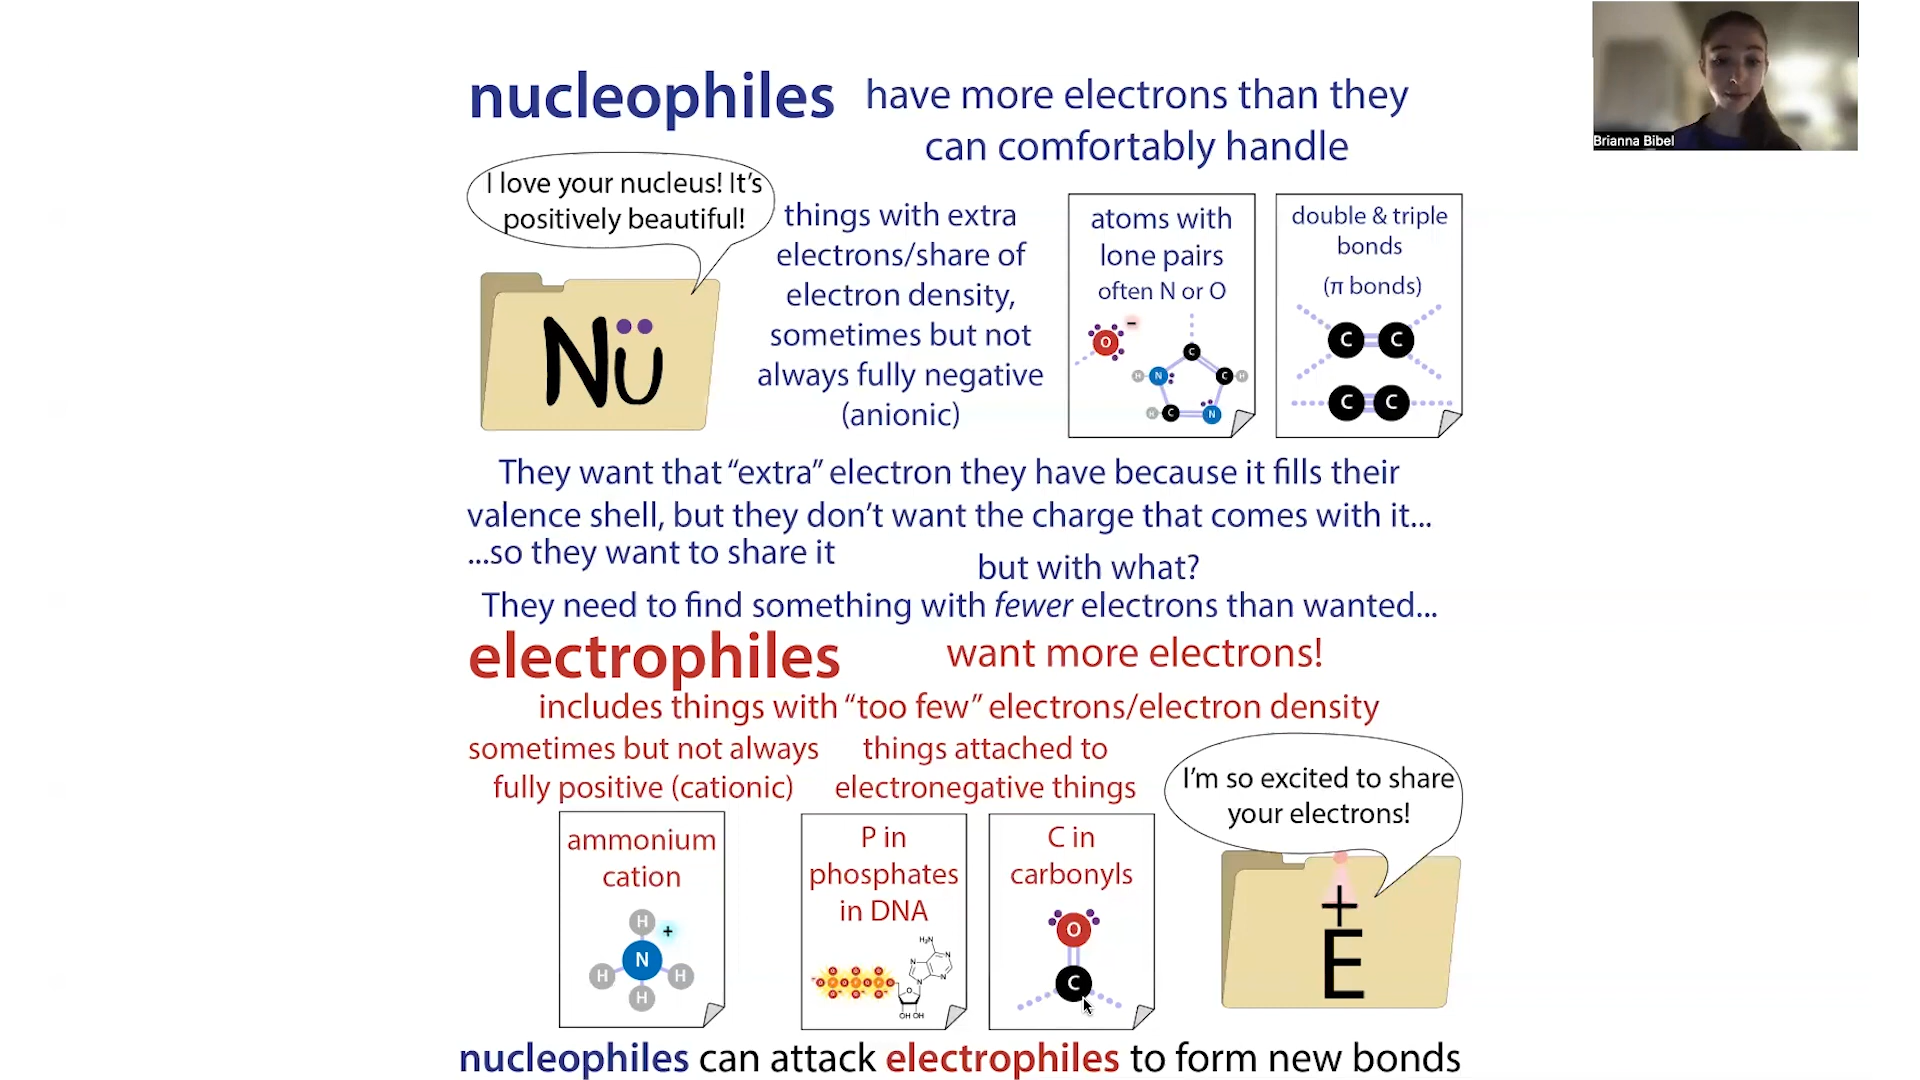 nucleophiles have more electrons than they
can comfortably handle
Brianna Bibel
I love your nucleus! It's
positively beautiful!
Nu
things with extra
electrons/share of
electron density,
sometimes but not
always fully negative
(anionic)
atoms with
lone pairs
often N or O
O
−
C
H N C H
H C N
double & triple
bonds
(π bonds)
C C
C C
They want that “extra” electron they have because it fills their
valence shell, but they don't want the charge that comes with it...
...so they want to share it
but with what?
They need to find something with fewer electrons than wanted...
electrophiles want more electrons!
includes things with “too few” electrons/electron density
sometimes but not always
fully positive (cationic)
things attached to
electronegative things
ammonium
cation
H
+
N
H H
H
P in
phosphates
in DNA
H₂N
N N
N N
O
OH OH
C in
carbonyls
O
C
I'm so excited to share
your electrons!
+
E
nucleophiles can attack electrophiles to form new bonds